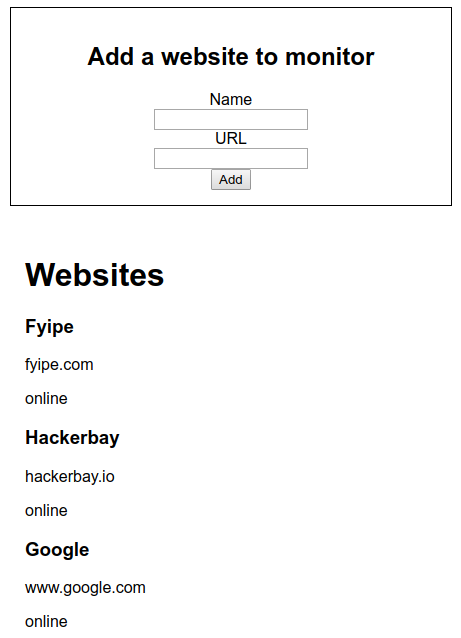 Add a website to monitor
Name
URL
Add
Websites
Fyipe
fyipe.com
online
Hackerbay
hackerbay.io
online
Google
www.google.com
online